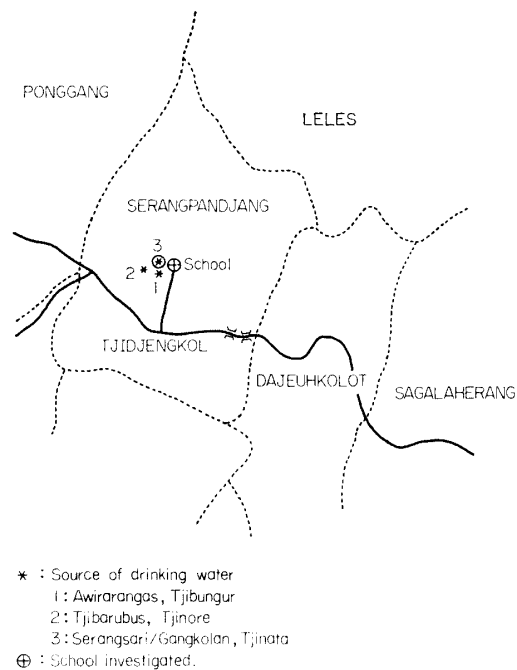 PONGGANG
LELES
SERANGPANDJANG
3
2
1
School
TJIDJENGKOL
DAJEUHKOLOT
SAGALAHERANG
* : Source of drinking water
1 : Awirarangas, Tjibungur
2 : Tjibarubus, Tjinore
3 : Serangsari/Gangkolan, Tjinata
⊕ : School investigated.